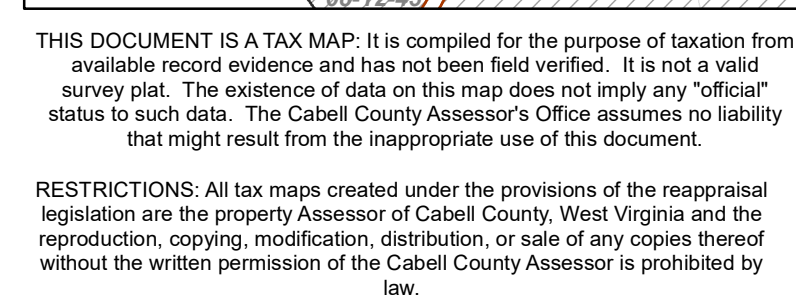 THIS DOCUMENT IS A TAX MAP: It is compiled for the purpose of taxation from
available record evidence and has not been field verified. It is not a valid
survey plat. The existence of data on this map does not imply any "official"
status to such data. The Cabell County Assessor's Office assumes no liability
that might result from the inappropriate use of this document.
RESTRICTIONS: All tax maps created under the provisions of the reappraisal
legislation are the property Assessor of Cabell County, West Virginia and the
reproduction, copying, modification, distribution, or sale of any copies thereof
without the written permission of the Cabell County Assessor is prohibited by
law.